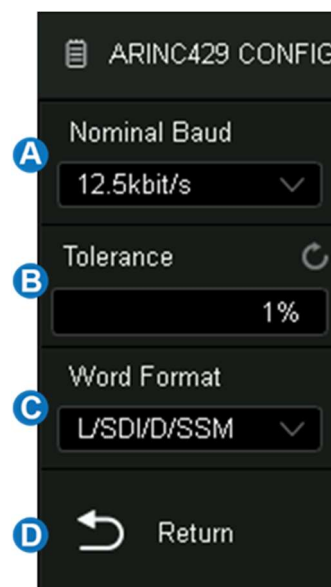 ARINC429 CONFIG
A
Nominal Baud
12.5kbit/s
B
Tolerance
1%
C
Word Format
L/SDI/D/SSM
D
Return